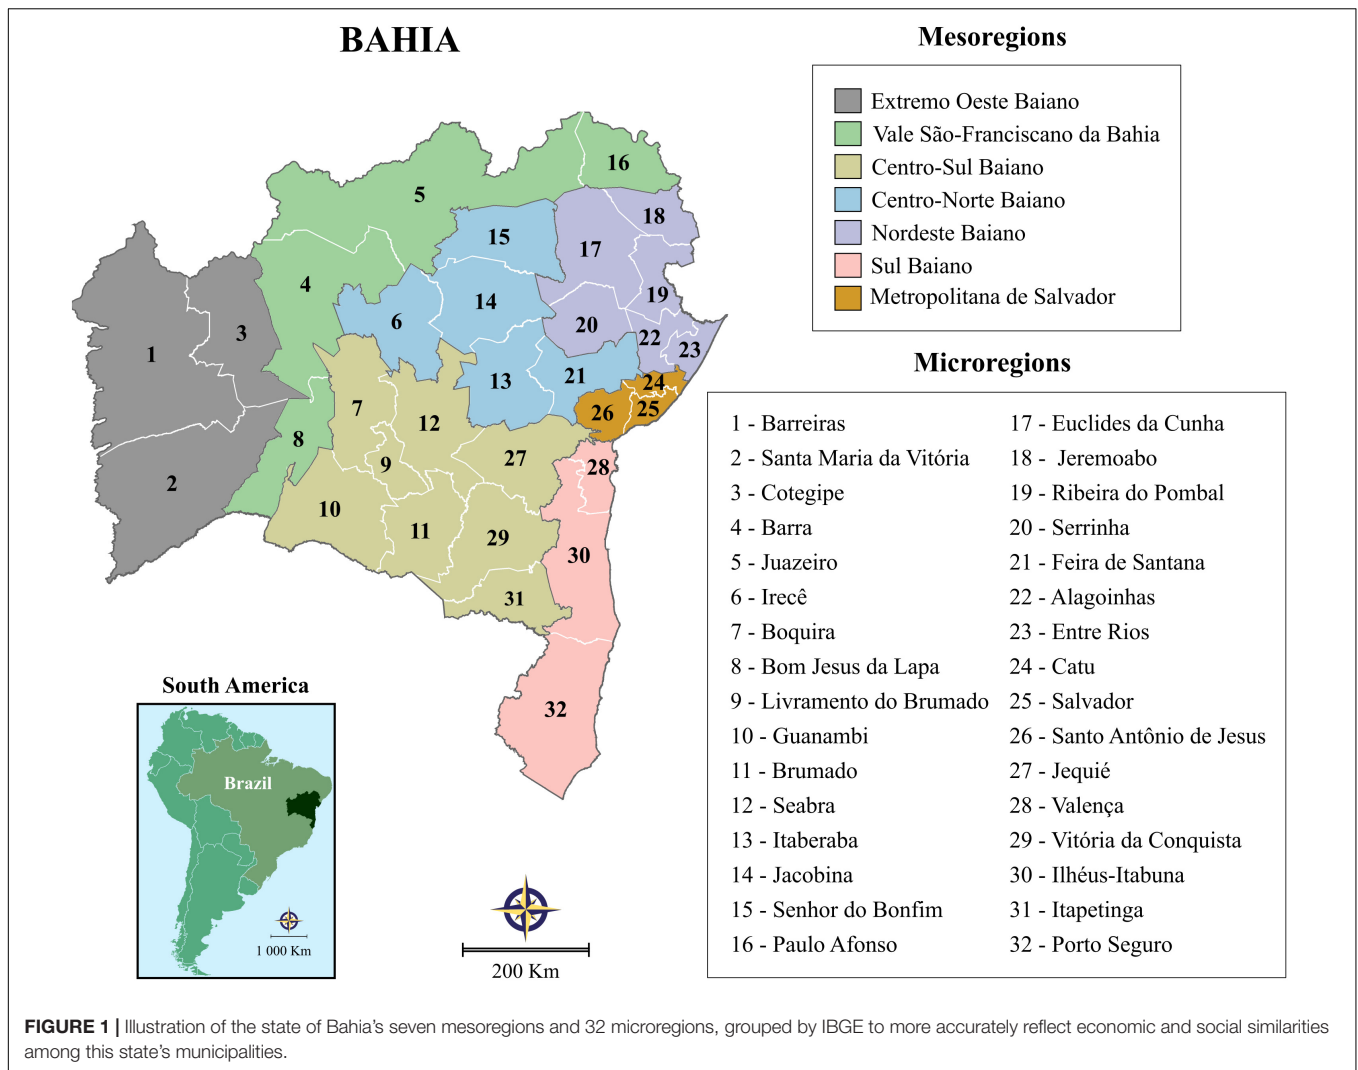 BAHIA
Mesoregions
Extremo Oeste Baiano
Vale São-Franciscano da Bahia
Centro-Sul Baiano
Centro-Norte Baiano
Nordeste Baiano
Sul Baiano
Metropolitana de Salvador
16
5
18
15
17
4
19
14
6
20
22
3
23
1
21
13
24
7
25
26
12
8
9
27
28
2
10
11
29
30
31
32
Microregions
1 - Barreiras
2 - Santa Maria da Vitória
3 - Cotegipe
4 - Barra
5 - Juazeiro
6 - Irecê
7 - Boquira
8 - Bom Jesus da Lapa
9 - Livramento do Brumado
10 - Guanambi
11 - Brumado
12 - Seabra
13 - Itaberaba
14 - Jacobina
15 - Senhor do Bonfim
16 - Paulo Afonso
17 - Euclides da Cunha
18 - Jeremoabo
19 - Ribeira do Pombal
20 - Serrinha
21 - Feira de Santana
22 - Alagoinhas
23 - Entre Rios
24 - Catu
25 - Salvador
26 - Santo Antônio de Jesus
27 - Jequié
28 - Valença
29 - Vitória da Conquista
30 - Ilhéus-Itabuna
31 - Itapetinga
32 - Porto Seguro
South America
Brazil
1 000 Km
200 Km
FIGURE 1 | Illustration of the state of Bahia's seven mesoregions and 32 microregions, grouped by IBGE to more accurately reflect economic and social similarities
among this state's municipalities.